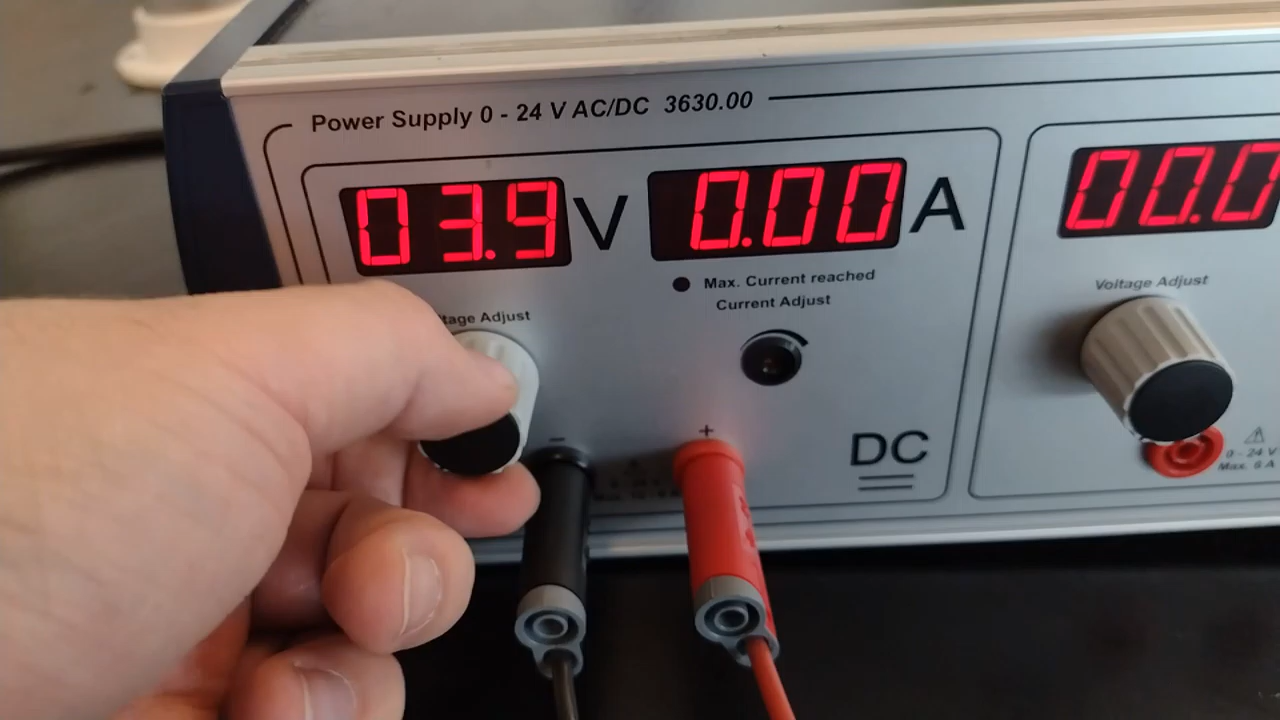 Power Supply 0 - 24 V AC/DC 3630.00
03.9 V
0.00 A
00.0
Max. Current reached
Current Adjust
tage Adjust
Voltage Adjust
- +
DC
0 - 24 V
Max. 6 A